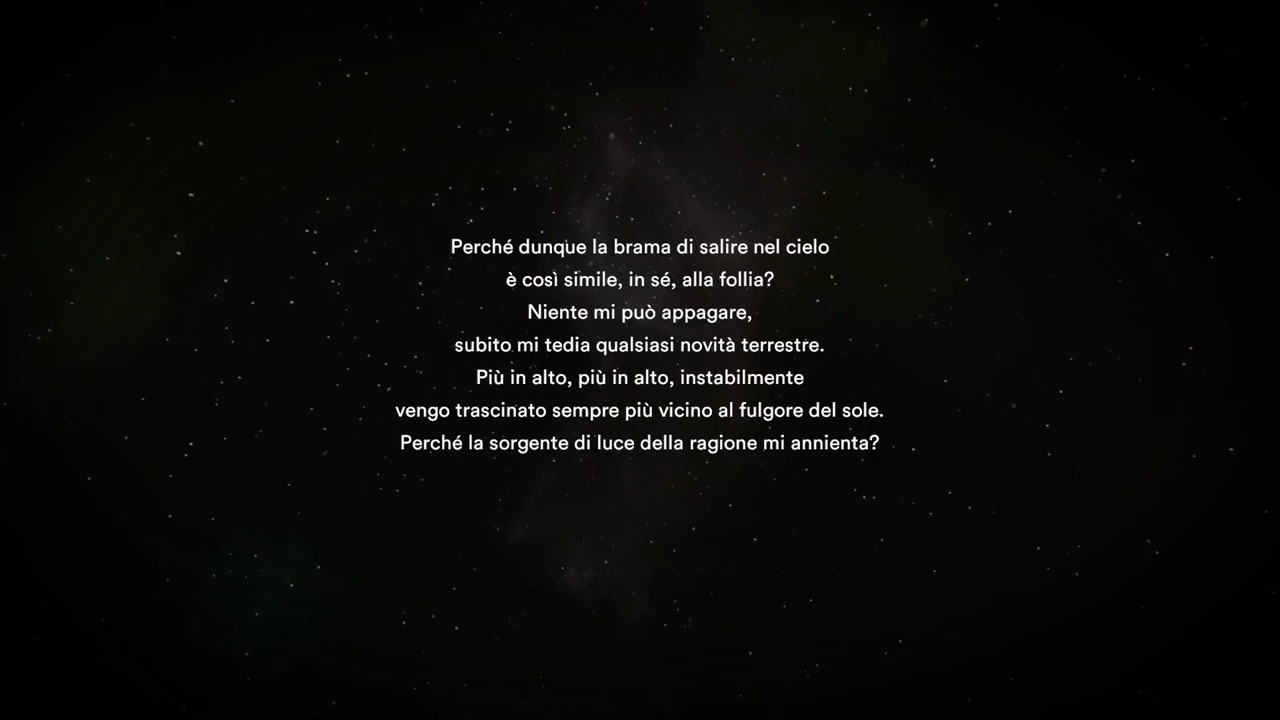 Perché dunque la brama di salire nel cielo
è così simile, in sé, alla follia?
Niente mi può appagare,
subito mi tedia qualsiasi novità terrestre.
Più in alto, più in alto, instabilmente
vengo trascinato sempre più vicino al fulgore del sole.
Perché la sorgente di luce della ragione mi annienta?